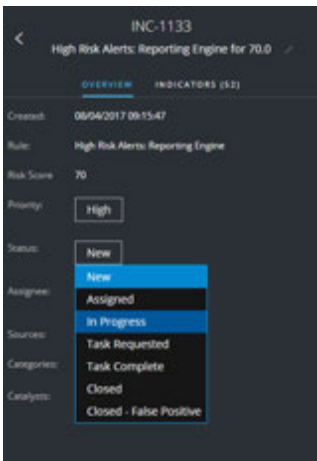 INC-1133
High Risk Alerts: Reporting Engine for 70.0
OVERVIEW INDICATORS (52)
Created: 08/04/2017 09:15:47
Rule: High Risk Alerts: Reporting Engine
Risk Score 70
Priority: High
Status: New
New
Assigned
Assignee:
In Progress
Task Requested
Sources:
Task Complete
Categories:
Closed
Catalysts:
Closed - False Positive